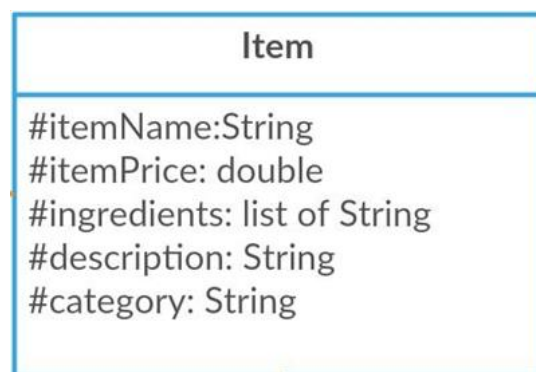 Item
#itemName:String
#itemPrice: double
#ingredients: list of String
#description: String
#category: String